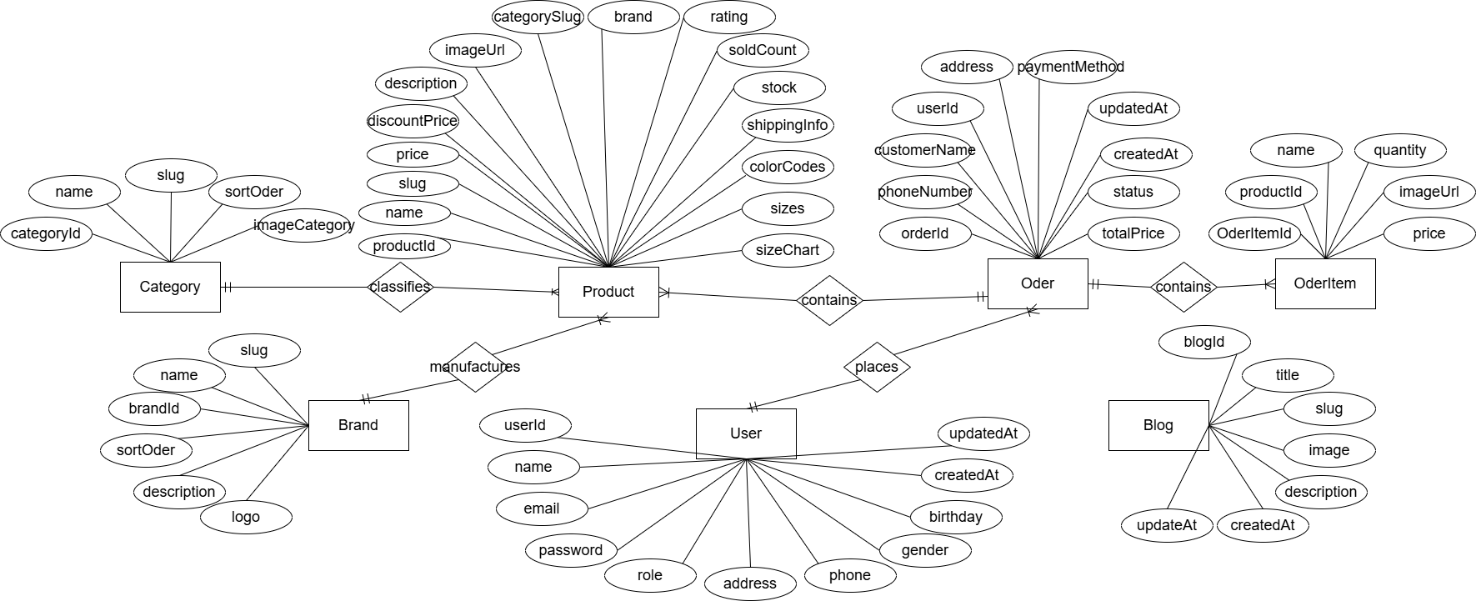 categorySlug
brand
rating
imageUrl
soldCount
description
stock
discountPrice
shippingInfo
price
colorCodes
slug
sizes
name
sizeChart
productId
Product
address
paymentMethod
userId
updatedAt
customerName
createdAt
phoneNumber
status
orderId
totalPrice
Oder
name
quantity
productId
imageUrl
OderItemId
price
OderItem
slug
name
sortOder
categoryId
imageCategory
Category
classifies
contains
contains
manufactures
places
slug
name
brandId
sortOder
description
logo
Brand
User
userId
updatedAt
name
createdAt
email
birthday
password
gender
role
address
phone
blogId
title
Blog
slug
image
description
updateAt
createdAt